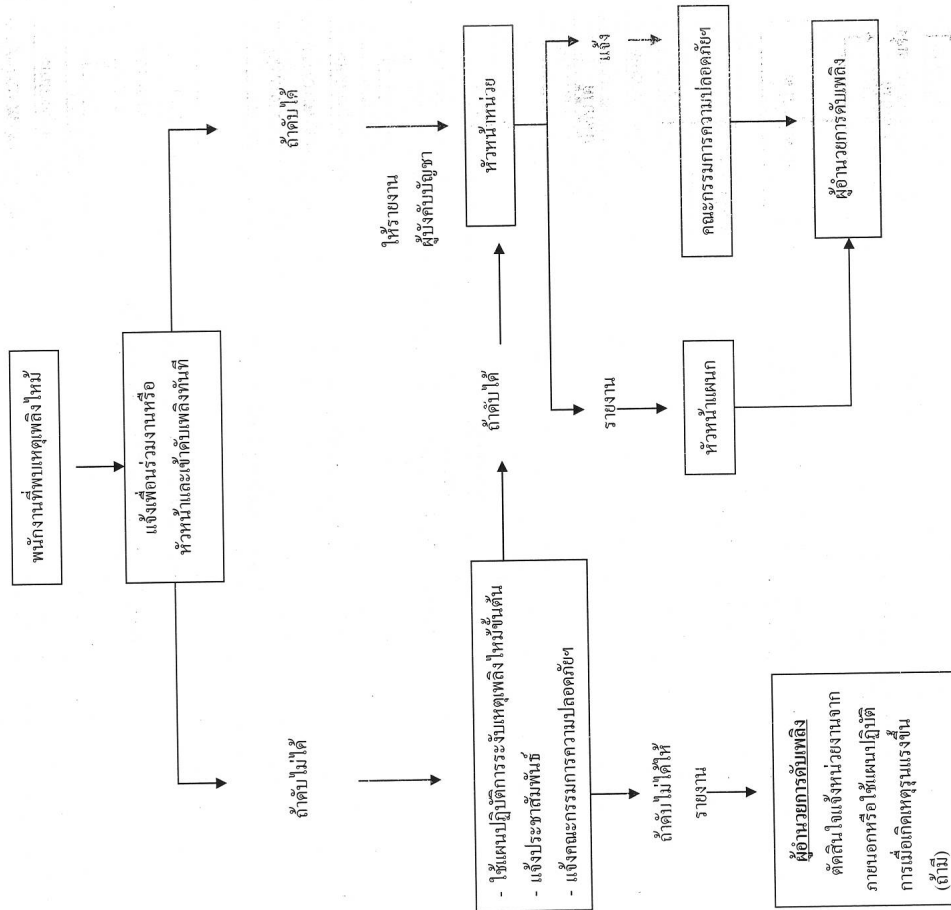 พนักงานที่พบเหตุเพลิงไหม้
แจ้งเพื่อนร่วมงานหรือ
หัวหน้าและเข้าดับเพลิงทันที
ถ้าดับไม่ได้
ถ้าดับได้
ให้รายงาน
ผู้บังคับบัญชา
- ใช้แผนปฏิบัติการระงับเหตุเพลิงไหม้ขั้นต้น
- แจ้งประชาสัมพันธ์
- แจ้งคณะกรรมการความปลอดภัยฯ
ถ้าดับได้
หัวหน้าหน่วย
ถ้าดับไม่ได้ให้
รายงาน
รายงาน
แจ้ง
หัวหน้าแผนก
คณะกรรมการความปลอดภัยฯ
ผู้อำนวยการดับเพลิง
ตัดสินใจแจ้งหน่วยงานจาก
ภายนอกหรือใช้แผนปฏิบัติ
การเมื่อเกิดเหตุรุนแรงขึ้น
(ถ้ามี)
ผู้อำนวยการดับเพลิง